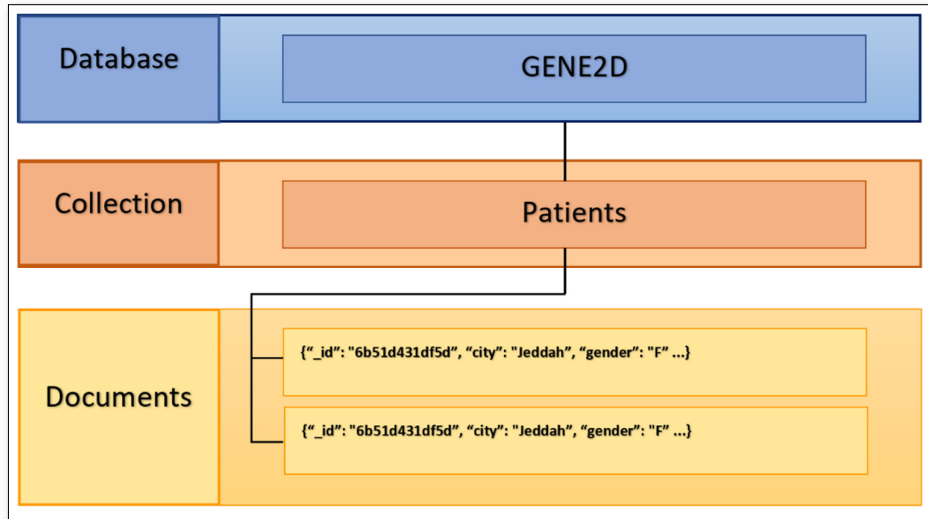 Database
GENE2D
Collection
Patients
Documents
{“_id”: "6b51d431df5d”, “city”: "Jeddah”, “gender”: "F” ...}
{“_id”: "6b51d431df5d”, “city”: "Jeddah”, “gender”: "F” ...}